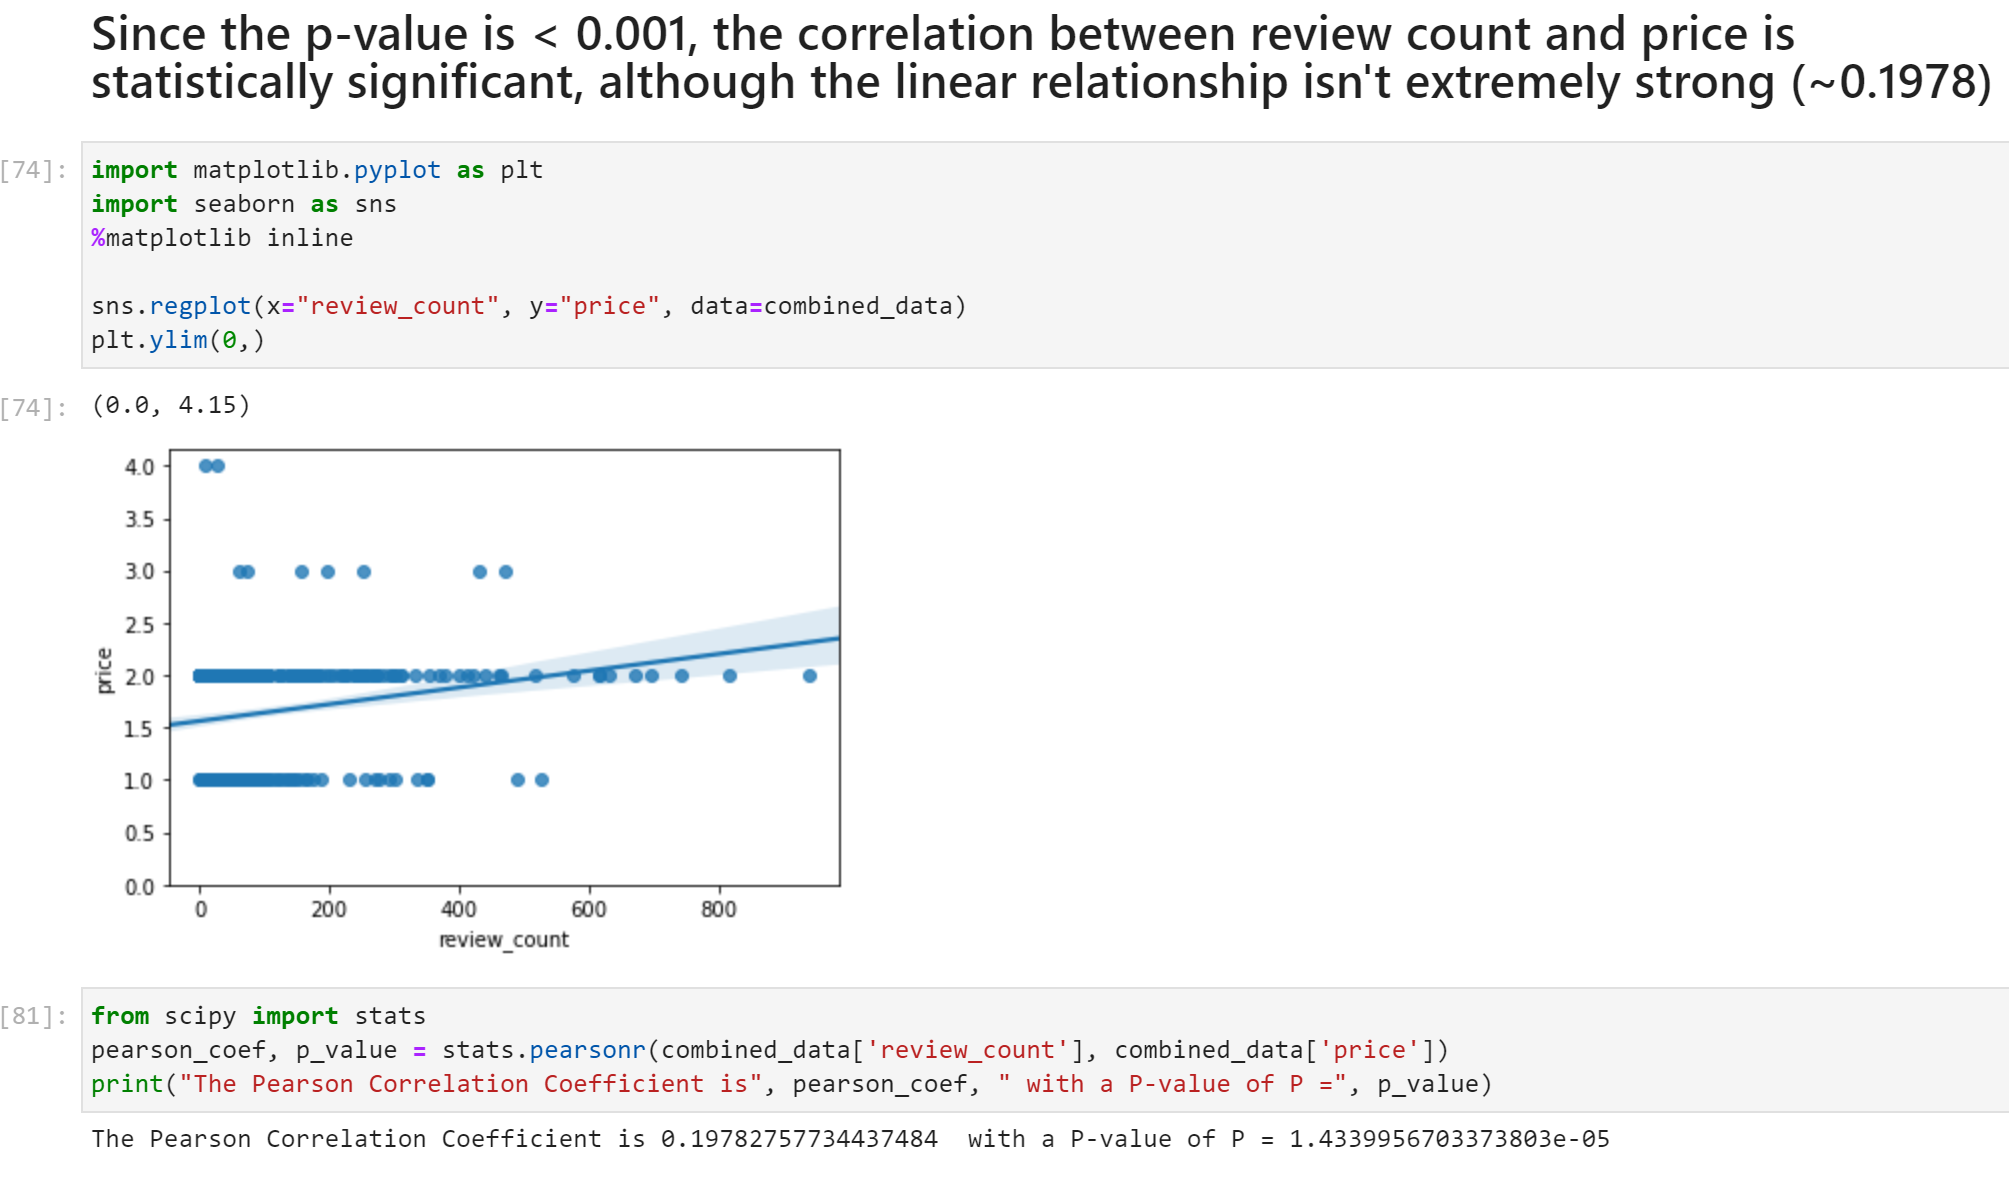 Since the p-value is < 0.001, the correlation between review count and price is
statistically significant, although the linear relationship isn't extremely strong (~0.1978)
[74]: import matplotlib.pyplot as plt
import seaborn as sns
%matplotlib inline
sns.regplot(x="review_count", y="price", data=combined_data)
plt.ylim(0,)
[74]: (0.0, 4.15)
4.0
3.5
3.0
2.5
2.0
1.5
1.0
0.5
0.0
price
0 200 400 600 800
review_count
[81]: from scipy import stats
pearson_coef, p_value = stats.pearsonr(combined_data['review_count'], combined_data['price'])
print("The Pearson Correlation Coefficient is", pearson_coef, " with a P-value of P =", p_value)
The Pearson Correlation Coefficient is 0.19782757734437484  with a P-value of P = 1.4339956703373803e-05